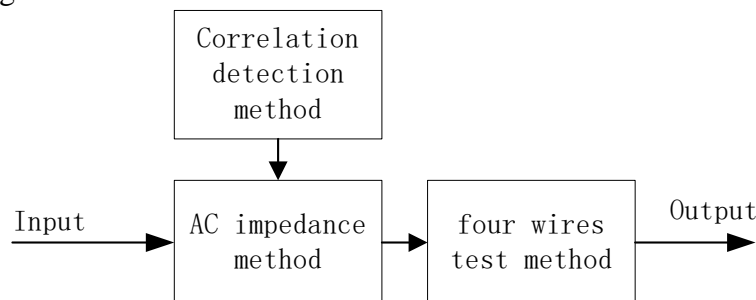 Correlation
detection
method
Input
AC impedance
method
four wires
test method
Output